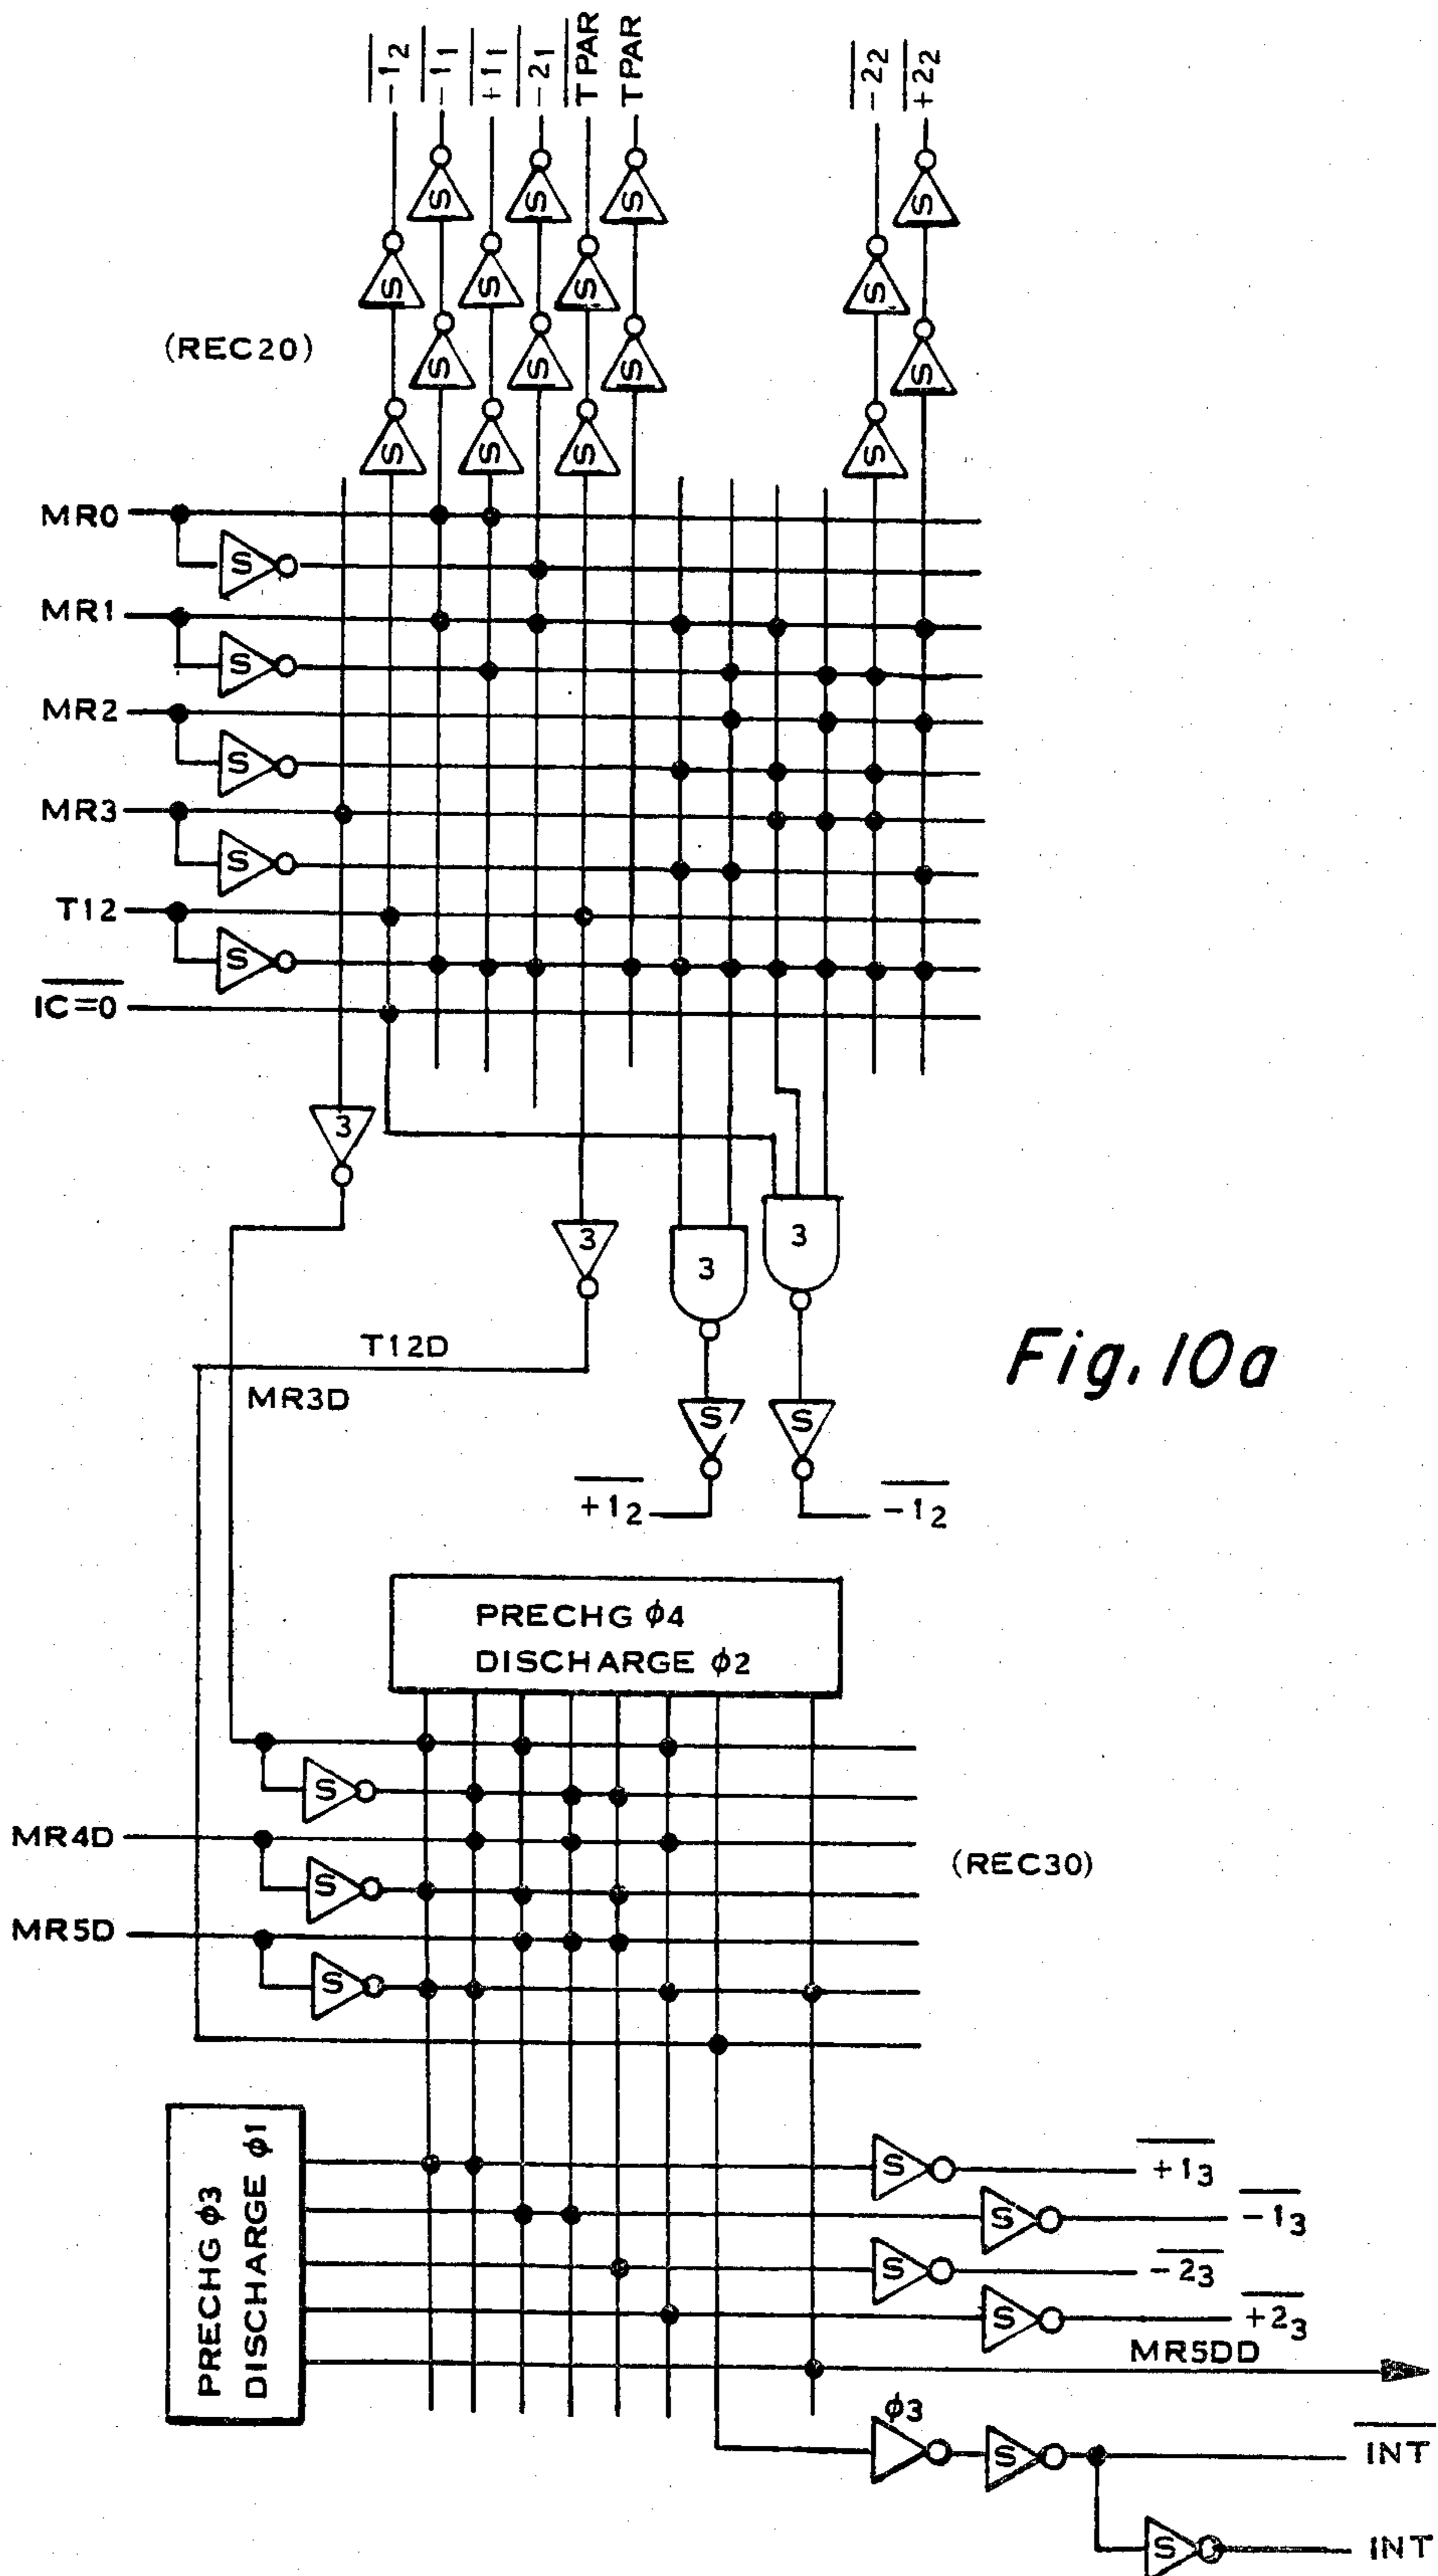 -1₂ -1₁ +1₁ -2₁ TPAR TPAR -2₂ +2₂
S S S
S S S S
(REC20)
S S S S
S S S S
MR0
S
MR1
S
MR2
S
MR3
S
T12
S
IC=0
3
3 3 3
T12D
MR3D
Fig. 10a
S S
+1₂ -1₂
PRECHG ϕ4
DISCHARGE ϕ2
S
MR4D
(REC30)
S
MR5D
S
PRECHG ϕ3
DISCHARGE ϕ1
S +1₃
S -1₃
S -2₃
S +2₃
MR5DD
ϕ3
S INT
S INT